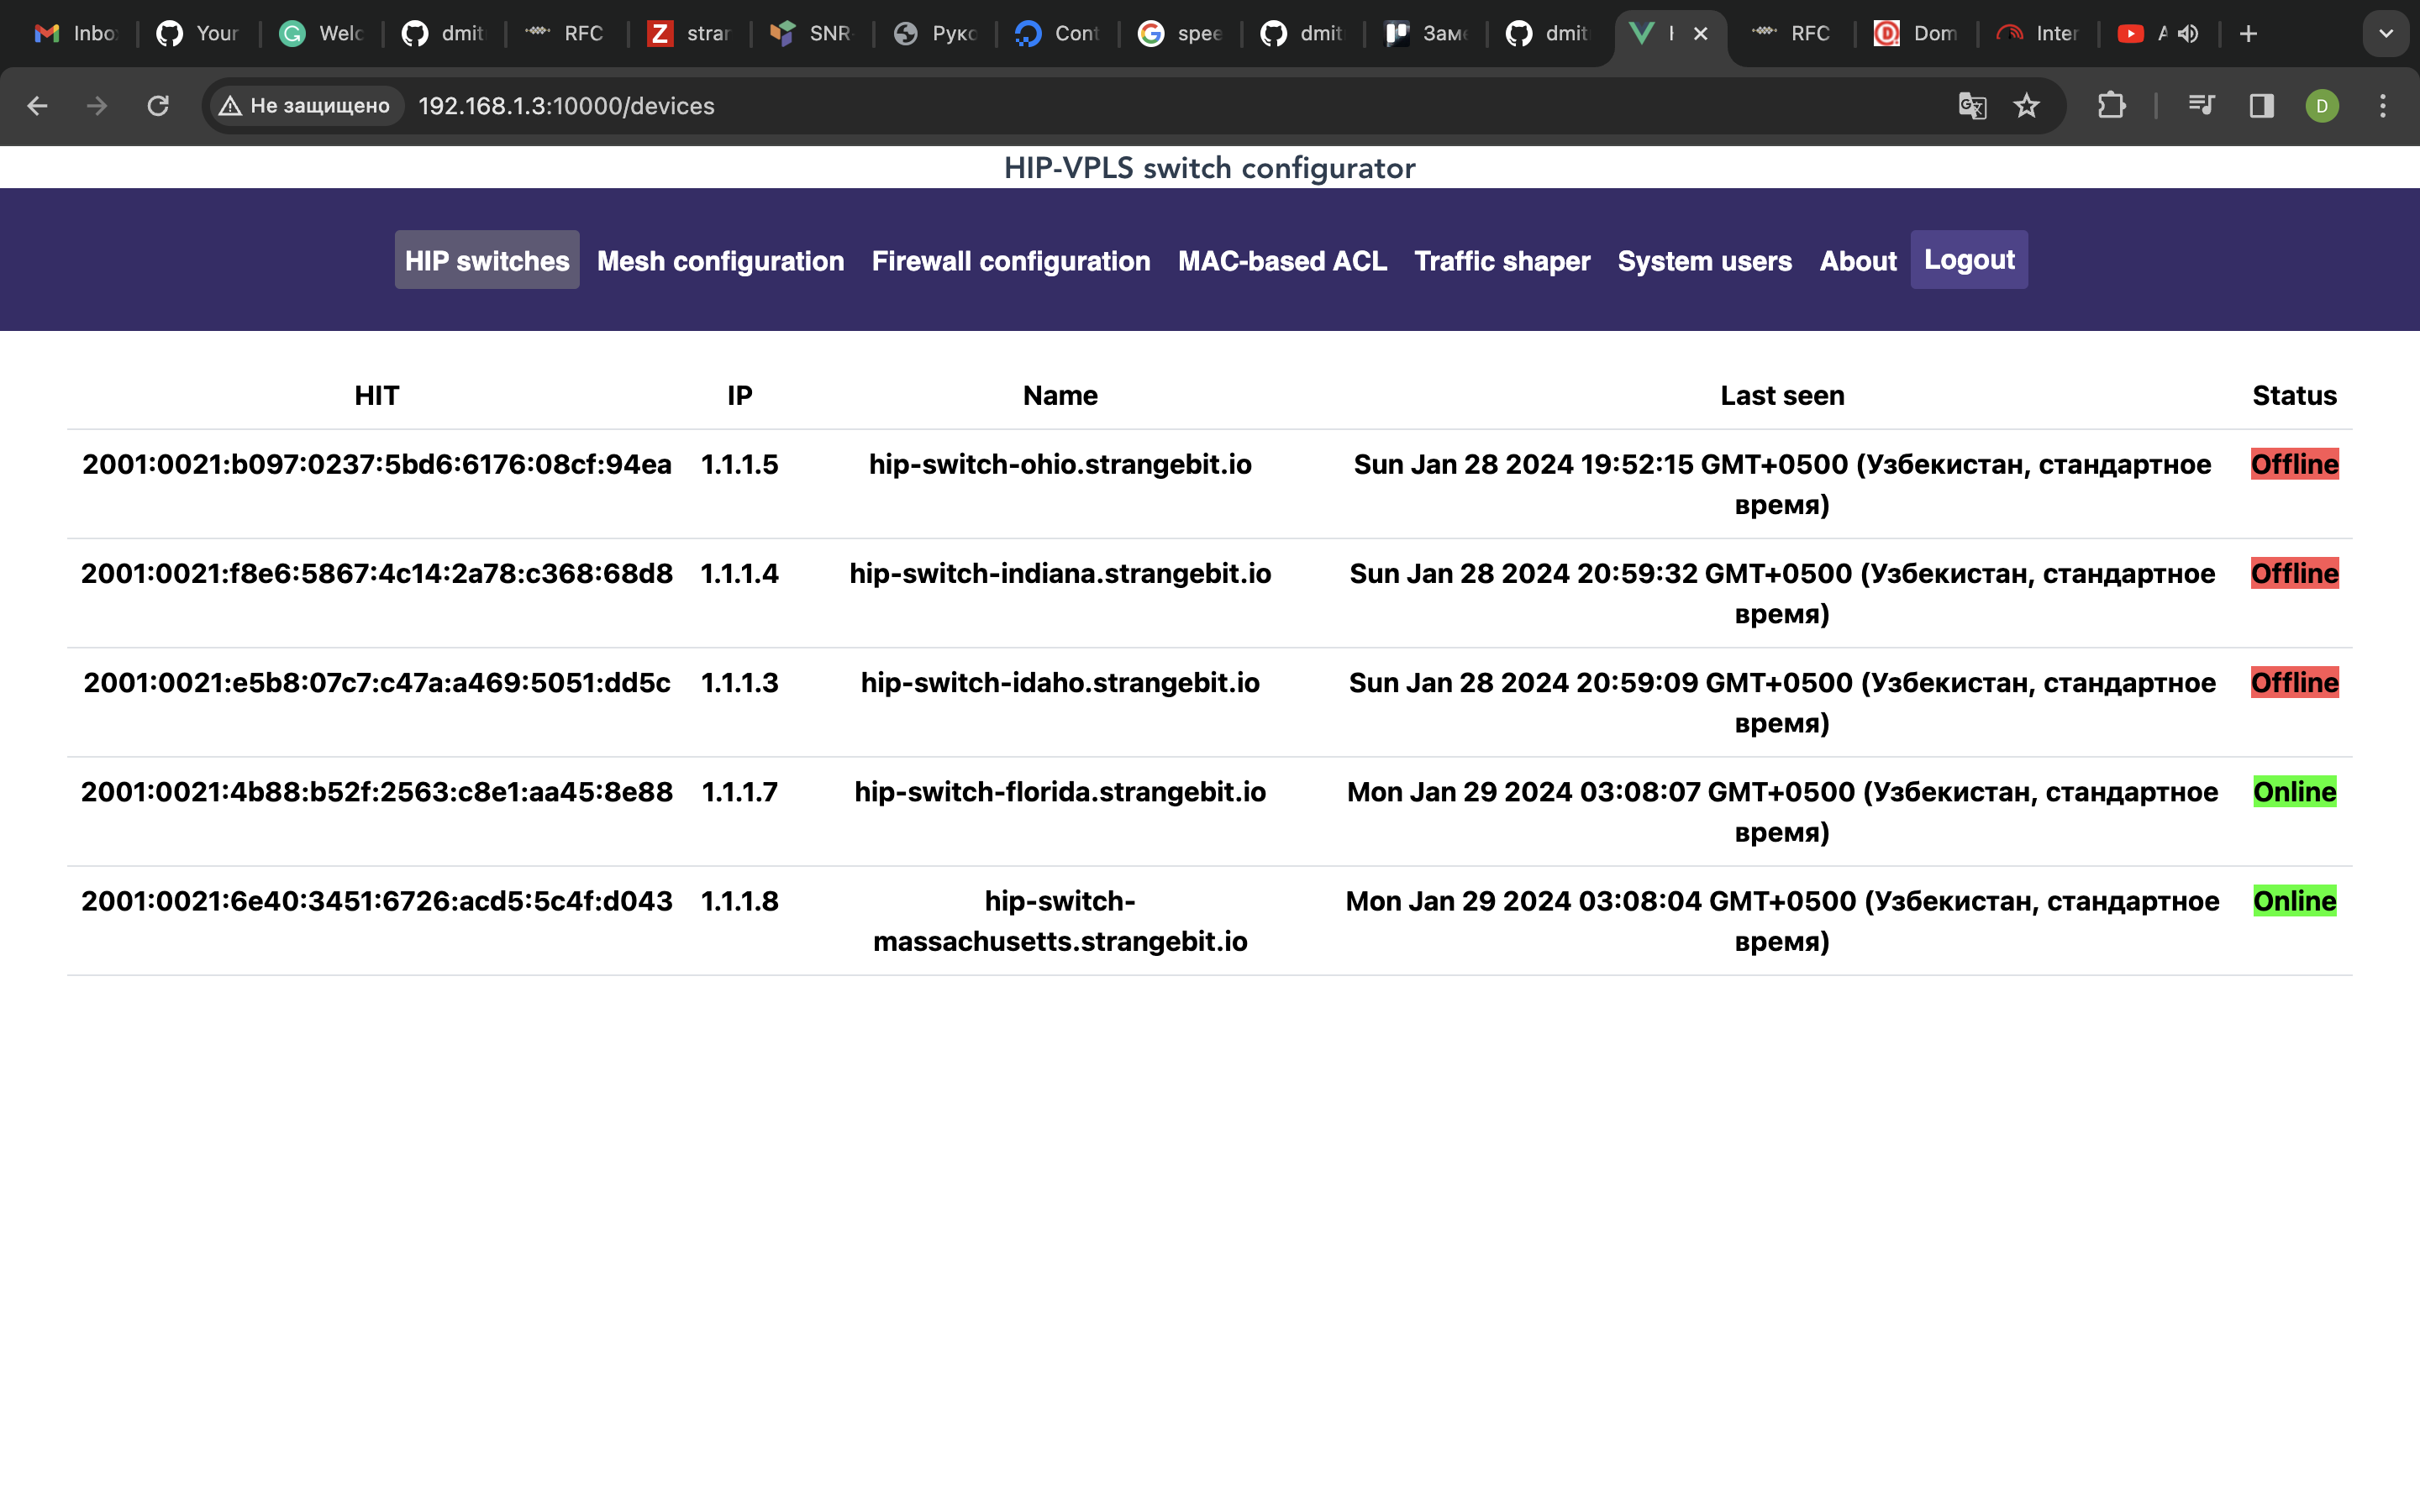 Inbo Your Welc dmit RFC strar SNR- Рукс Cont spee dmit Заме dmit RFC Dom Inter
Не защищено 192.168.1.3:10000/devices D
HIP-VPLS switch configurator
HIP switches Mesh configuration Firewall configuration MAC-based ACL Traffic shaper System users About Logout
HIT IP Name Last seen Status
2001:0021:b097:0237:5bd6:6176:08cf:94ea 1.1.1.5 hip-switch-ohio.strangebit.io Sun Jan 28 2024 19:52:15 GMT+0500 (Узбекистан, стандартное Offline
время)
2001:0021:f8e6:5867:4c14:2a78:c368:68d8 1.1.1.4 hip-switch-indiana.strangebit.io Sun Jan 28 2024 20:59:32 GMT+0500 (Узбекистан, стандартное Offline
время)
2001:0021:e5b8:07c7:c47a:a469:5051:dd5c 1.1.1.3 hip-switch-idaho.strangebit.io Sun Jan 28 2024 20:59:09 GMT+0500 (Узбекистан, стандартное Offline
время)
2001:0021:4b88:b52f:2563:c8e1:aa45:8e88 1.1.1.7 hip-switch-florida.strangebit.io Mon Jan 29 2024 03:08:07 GMT+0500 (Узбекистан, стандартное Online
время)
2001:0021:6e40:3451:6726:acd5:5c4f:d043 1.1.1.8 hip-switch- Mon Jan 29 2024 03:08:04 GMT+0500 (Узбекистан, стандартное Online
massachusetts.strangebit.io время)